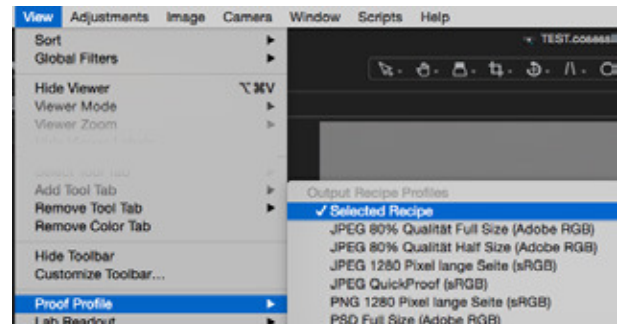 View Adjustments Image Camera Window Scripts Help
Sort
Global Filters
TEST.cosessi
Hide Viewer ⌥⌘V
Viewer Mode
Viewer Zoom
Add Tool Tab
Remove Tool Tab
Remove Color Tab
Hide Toolbar
Customize Toolbar...
Proof Profile
Lab Readout
Output Recipe Profiles
✓ Selected Recipe
JPEG 80% Qualität Full Size (Adobe RGB)
JPEG 80% Qualität Half Size (Adobe RGB)
JPEG 1280 Pixel lange Seite (sRGB)
JPEG QuickProof (sRGB)
PNG 1280 Pixel lange Seite (sRGB)
PSD Full Size (Adobe RGB)